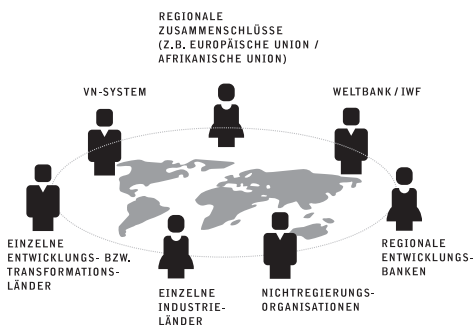 REGIONALE
ZUSAMMENSCHLÜSSE
(Z.B. EUROPÄISCHE UNION /
AFRIKANISCHE UNION)
VN-SYSTEM
WELTBANK / IWF
EINZELNE
ENTWICKLUNGS- BZW.
TRANSFORMATIONS-
LÄNDER
EINZELNE
INDUSTRIE-
LÄNDER
NICHTREGIERUNGS-
ORGANISATIONEN
REGIONALE
ENTWICKLUNGS-
BANKEN